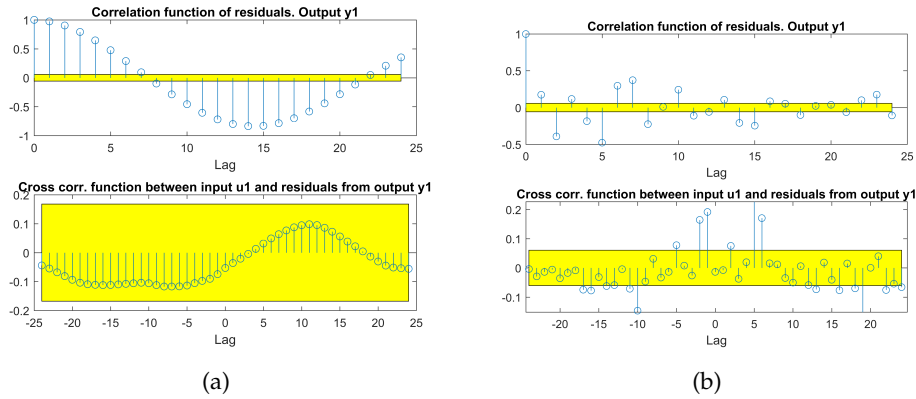 Correlation function of residuals. Output y1
1
0.5
0
-0.5
-1
0 5 10 15 20 25
Lag
Cross corr. function between input u1 and residuals from output y1
0.2
0.1
0
-0.1
-0.2
-25 -20 -15 -10 -5 0 5 10 15 20 25
Lag
(a)
Correlation function of residuals. Output y1
1
0.5
0
-0.5
0 5 10 15 20 25
Lag
Cross corr. function between input u1 and residuals from output y1
0.2
0.1
0
-0.1
-20 -15 -10 -5 0 5 10 15 20
Lag
(b)